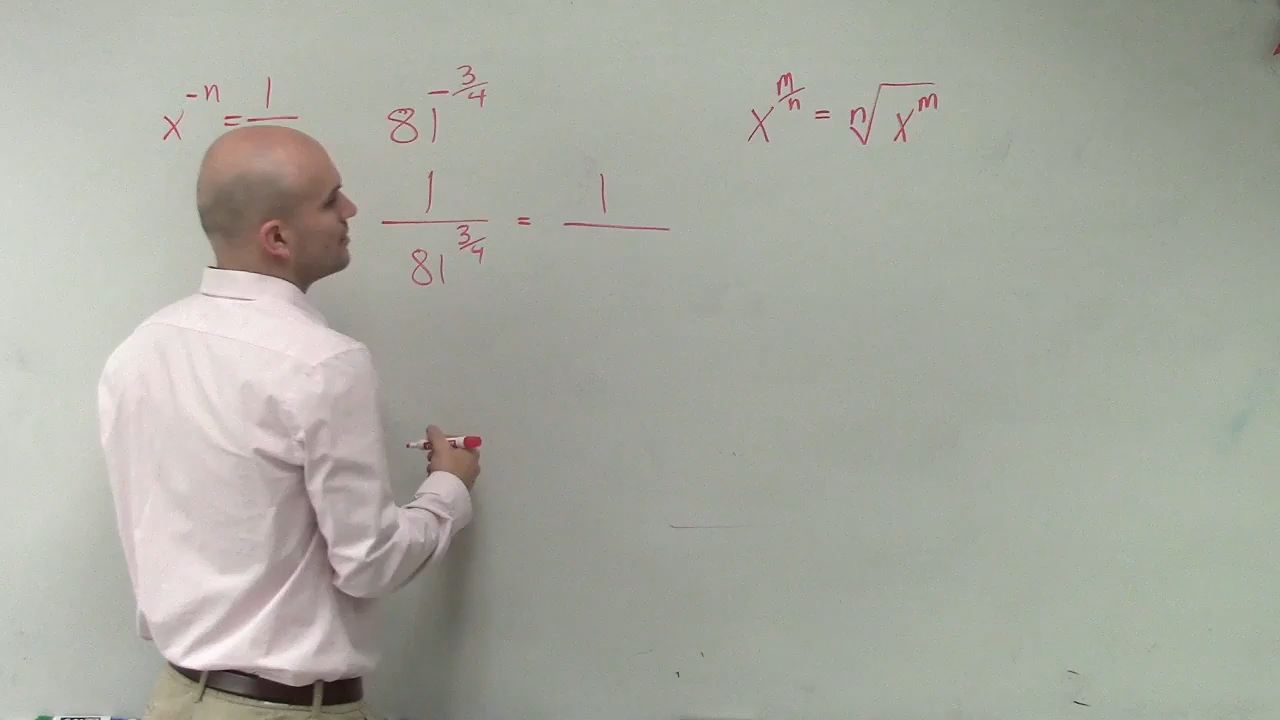 x^-n = 1/
81^-3/4
1/81^3/4 = 1/
x^m/n = n√x^m